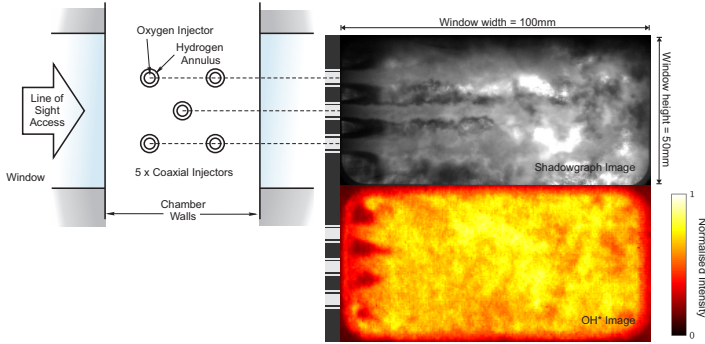 Oxygen Injector
Hydrogen
Annulus
Line of
Sight
Access
Window
5 x Coaxial Injectors
Chamber
Walls
Window width = 100mm
Window height = 50mm
Shadowgraph Image
OH* Image
1
Normalised Intensity
0